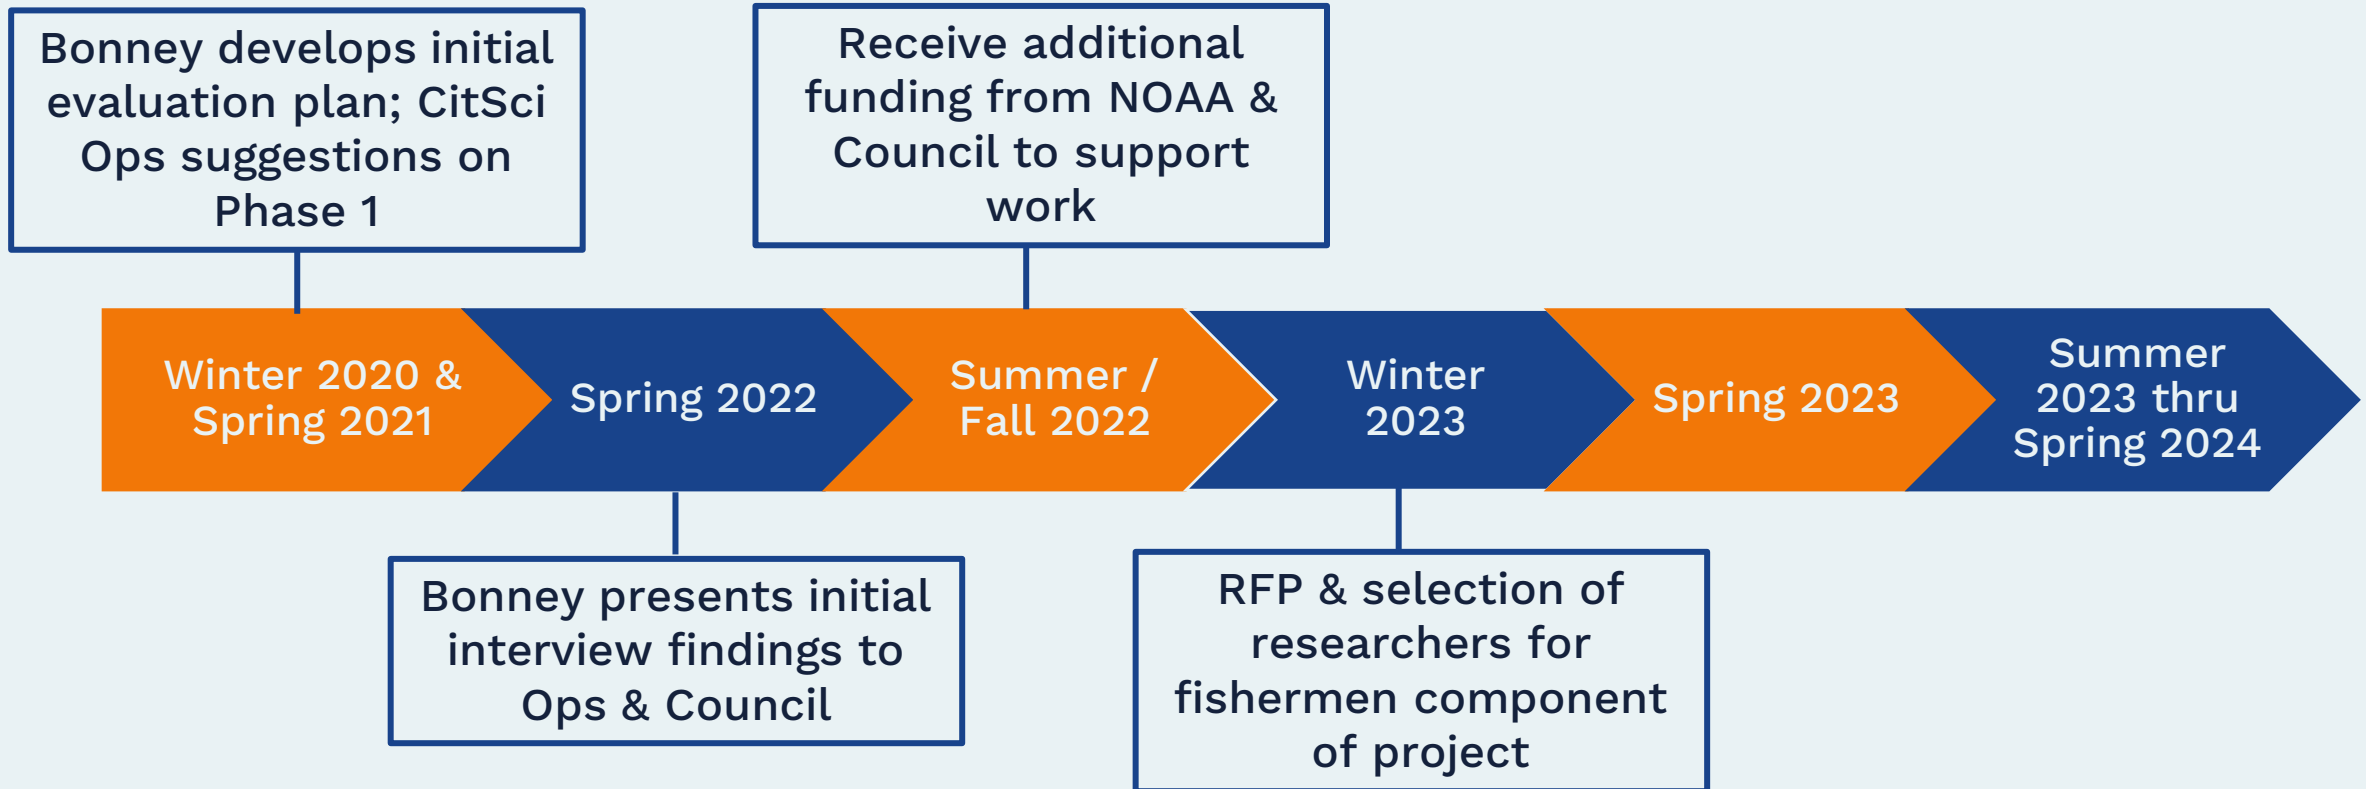 Bonney develops initial
evaluation plan; CitSci
Ops suggestions on
Phase 1
Receive additional
funding from NOAA &
Council to support
work
Winter 2020 &
Spring 2021
Spring 2022
Summer /
Fall 2022
Winter
2023
Spring 2023
Summer
2023 thru
Spring 2024
Bonney presents initial
interview findings to
Ops & Council
RFP & selection of
researchers for
fishermen component
of project